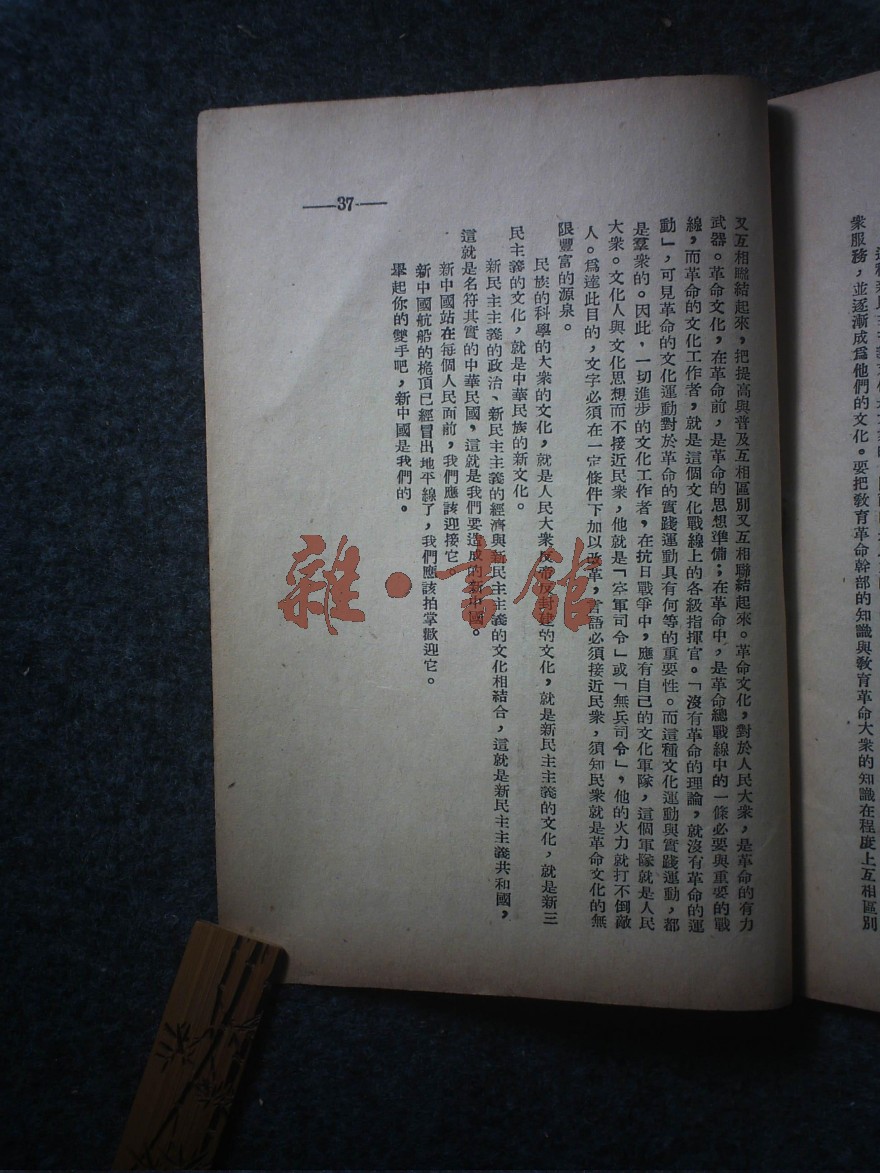 衆服務，並逐漸成爲他們的文化。要把敎育革命幹部的知識與敎育革命大衆的知識在程度上互相區別
又互相聯結起來，把提高與普及互相區別又互相聯結起來。革命文化，對於人民大衆，是革命的有力
武器。革命文化，在革命前，是革命的思想準備；在革命中，是革命總戰線中的一條必要與重要的戰
線，而革命的文化工作者，就是這個文化戰線上的各級指揮官。「沒有革命的理論，就沒有革命的運
動」，可見革命的文化運動對於革命的實踐運動具有何等的重要性。而這種文化運動與實踐運動，都
是羣衆的。因此，一切進步的文化工作者，在抗日戰爭中，應有自己的文化軍隊，這個軍隊就是人民
大衆。文化人與文化思想而不接近民衆，他就是「空軍司令」或「無兵司令」，他的火力就打不倒敵
人。爲達此目的，文字必須在一定條件下加以改革，言語必須接近民衆，須知民衆就是革命文化的無
限豐富的源泉。
民族的科學的大衆的文化，就是人民大衆反帝反封建的文化，就是新民主主義的文化，就是新三
民主義的文化，就是中華民族的新文化。
新民主主義的政治、新民主主義的經濟與新民主主義的文化相結合，這就是新民主主義共和國，
這就是名符其實的中華民國，這就是我們要造成的新中國。
新中國站在每個人民面前，我們應該迎接它。
新中國航船的桅頂已經冒出地平線了，我們應該拍掌歡迎它。
舉起你的雙手吧，新中國是我們的。
37
雜·書館